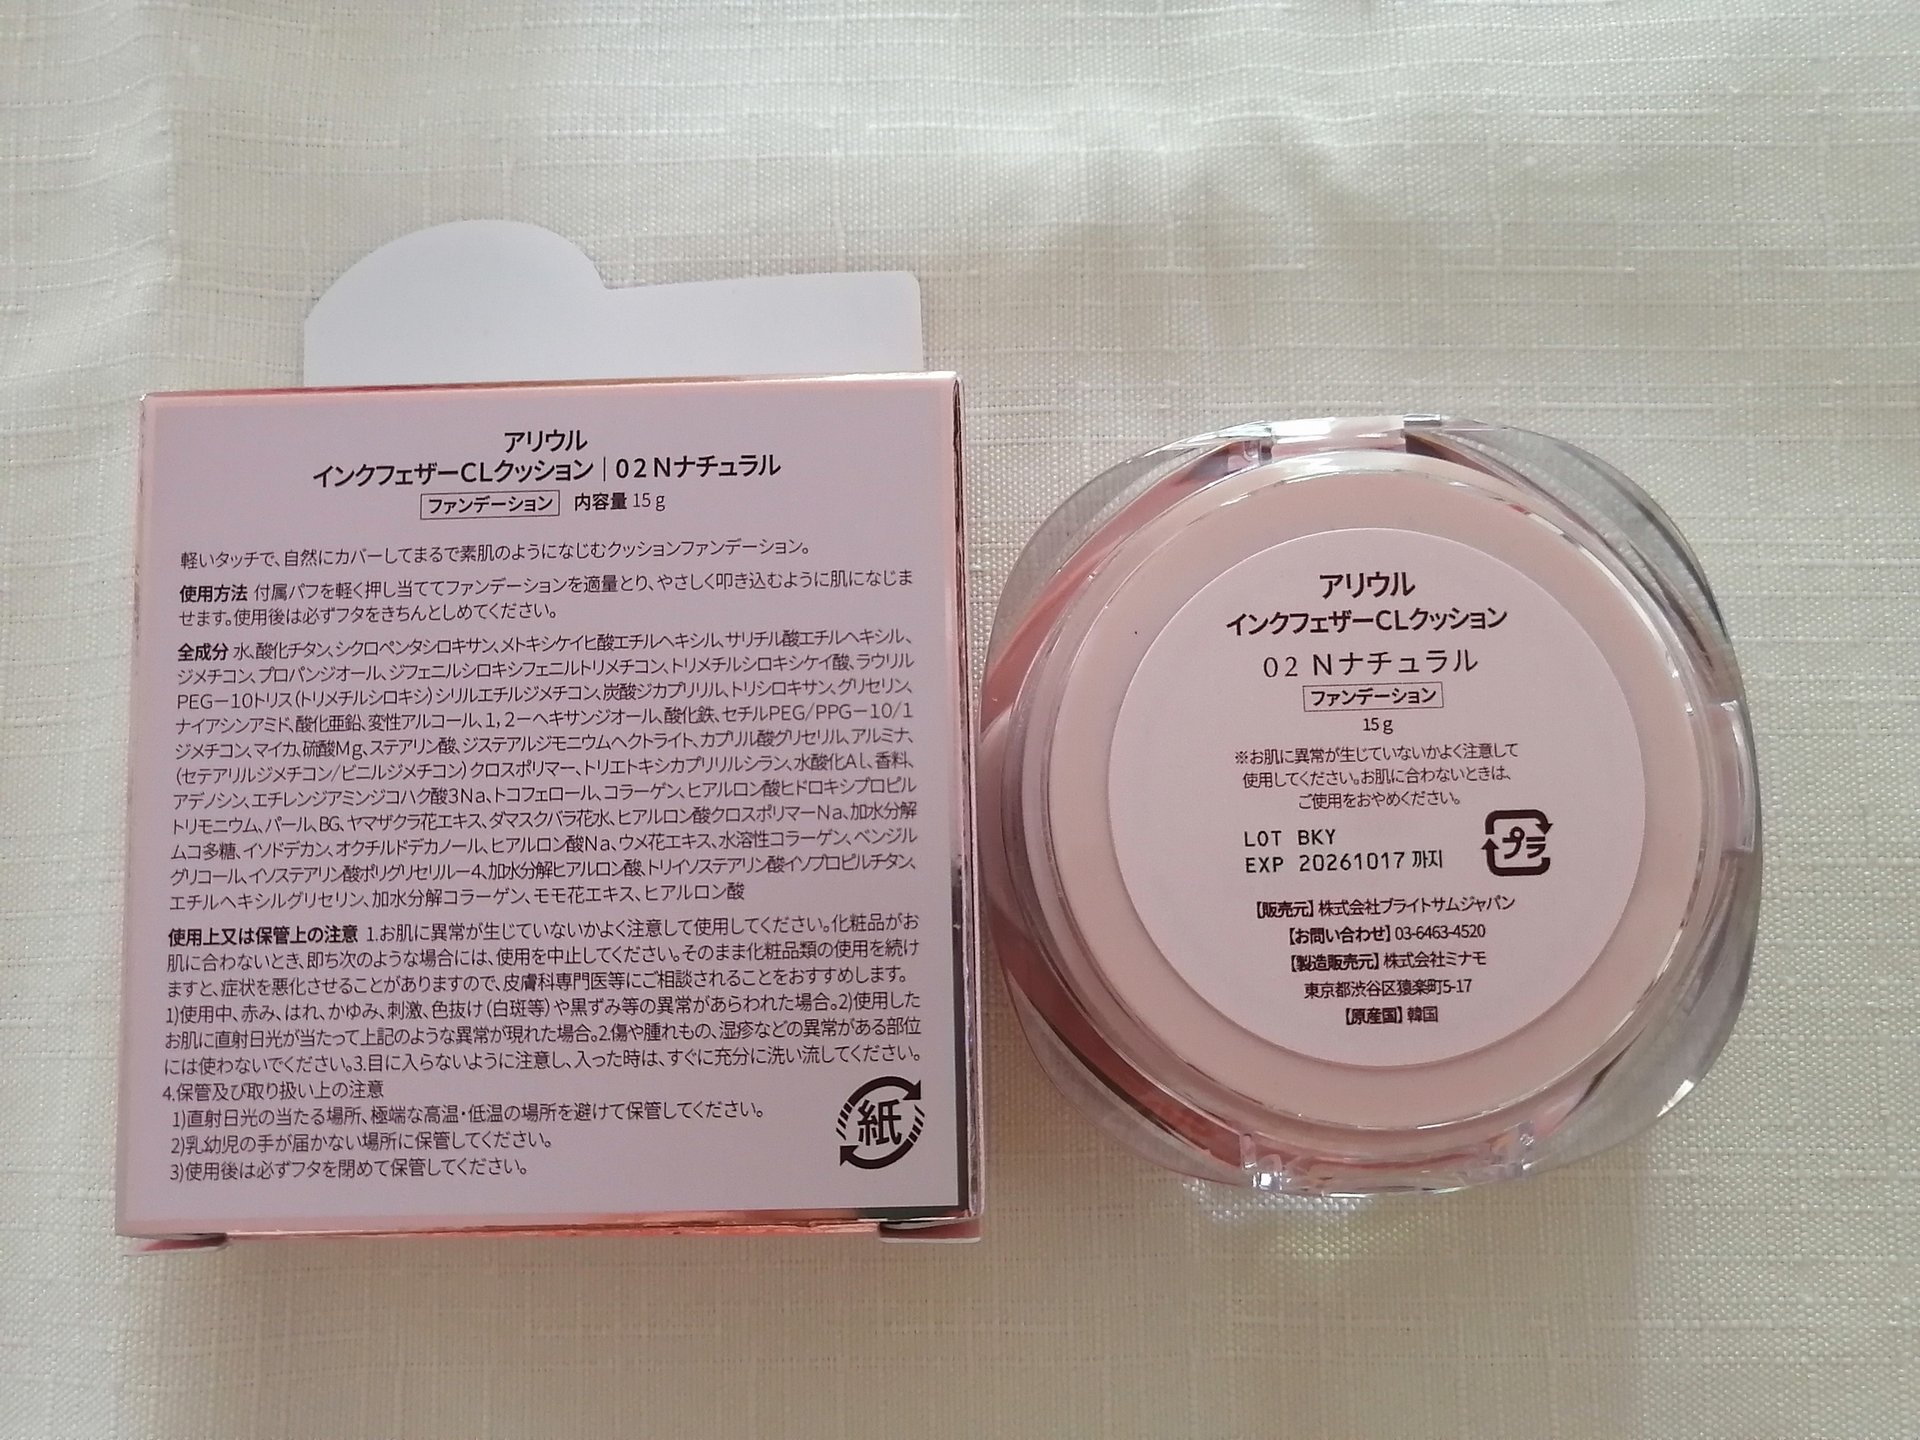 アリウル
インクフェザーCLクッション｜02Nナチュラル
ファンデーション 内容量 15g
軽いタッチで、自然にカバーしてまるで素肌のようになじむクッションファンデーション。
使用方法 付属パフを軽く押し当ててファンデーションを適量とり、やさしく叩き込むように肌になじま
せます。使用後は必ずフタをきちんとしめてください。
全成分 水、酸化チタン、シクロペンタシロキサン、メトキシケイヒ酸エチルヘキシル、サリチル酸エチルヘキシル、
ジメチコン、プロパンジオール、ジフェニルシロキシフェニルトリメチコン、トリメチルシロキシケイ酸、ラウリル
PEG－10トリス（トリメチルシロキシ）シリルエチルジメチコン、炭酸ジカプリリル、トリシロキサン、グリセリン、
ナイアシンアミド、酸化亜鉛、変性アルコール、1，2－ヘキサンジオール、酸化鉄、セチルPEG/PPG－10/1
ジメチコン、マイカ、硫酸Mg、ステアリン酸、ジステアルジモニウムヘクトライト、カプリル酸グリセリル、アルミナ、
（セテアリルジメチコン/ビニルジメチコン）クロスポリマー、トリエトキシカプリリルシラン、水酸化Al、香料、
アデノシン、エチレンジアミンジコハク酸3Na、トコフェロール、コラーゲン、ヒアルロン酸ヒドロキシプロピル
トリモニウム、パール、BG、ヤマザクラ花エキス、ダマスクバラ花水、ヒアルロン酸クロスポリマーNa、加水分解
ムコ多糖、イソドデカン、オクチルドデカノール、ヒアルロン酸Na、ウメ花エキス、水溶性コラーゲン、ベンジル
グリコール、イソステアリン酸ポリグリセリル－4、加水分解ヒアルロン酸、トリイソステアリン酸イソプロピルチタン、
エチルヘキシルグリセリン、加水分解コラーゲン、モモ花エキス、ヒアルロン酸
使用上又は保管上の注意 1.お肌に異常が生じていないかよく注意して使用してください。化粧品がお
肌に合わないとき、即ち次のような場合には、使用を中止してください。そのまま化粧品類の使用を続け
ますと、症状を悪化させることがありますので、皮膚科専門医等にご相談されることをおすすめします。
1)使用中、赤み、はれ、かゆみ、刺激、色抜け（白斑等）や黒ずみ等の異常があらわれた場合。2)使用した
お肌に直射日光が当たって上記のような異常が現れた場合。2.傷や腫れもの、湿疹などの異常がある部位
には使わないでください。3.目に入らないように注意し、入った時は、すぐに充分に洗い流してください。
4.保管及び取り扱い上の注意
1)直射日光の当たる場所、極端な高温・低温の場所を避けて保管してください。
2)乳幼児の手が届かない場所に保管してください。
3)使用後は必ずフタを閉めて保管してください。
紙
アリウル
インクフェザーCLクッション
02 Nナチュラル
ファンデーション
15g
※お肌に異常が生じていないかよく注意して
使用してください。お肌に合わないときは、
ご使用をおやめください。
LOT BKY
EXP 20261017 까지
プラ
【販売元】株式会社ブライトサムジャパン
【お問い合わせ】03-6463-4520
【製造販売元】株式会社ミナモ
東京都渋谷区猿楽町5-17
【原産国】韓国